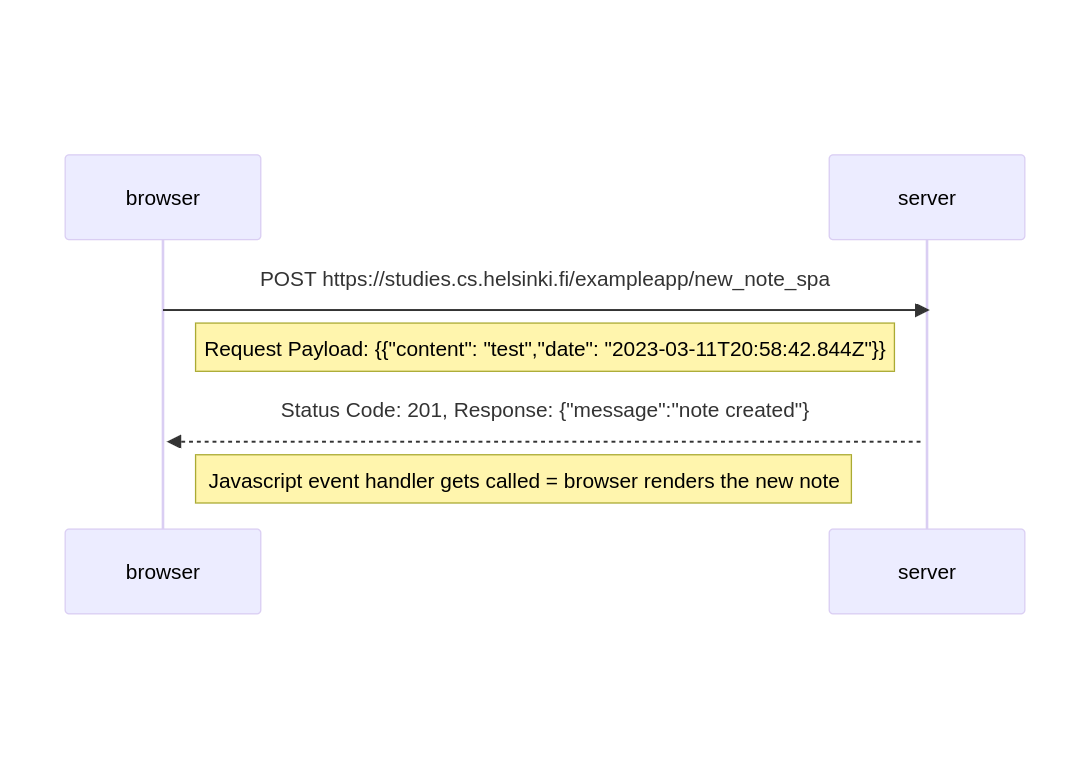 browser
server
POST https://studies.cs.helsinki.fi/exampleapp/new_note_spa
Request Payload: {{"content": "test","date": "2023-03-11T20:58:42.844Z"}}
Status Code: 201, Response: {"message":"note created"}
Javascript event handler gets called = browser renders the new note
browser
server